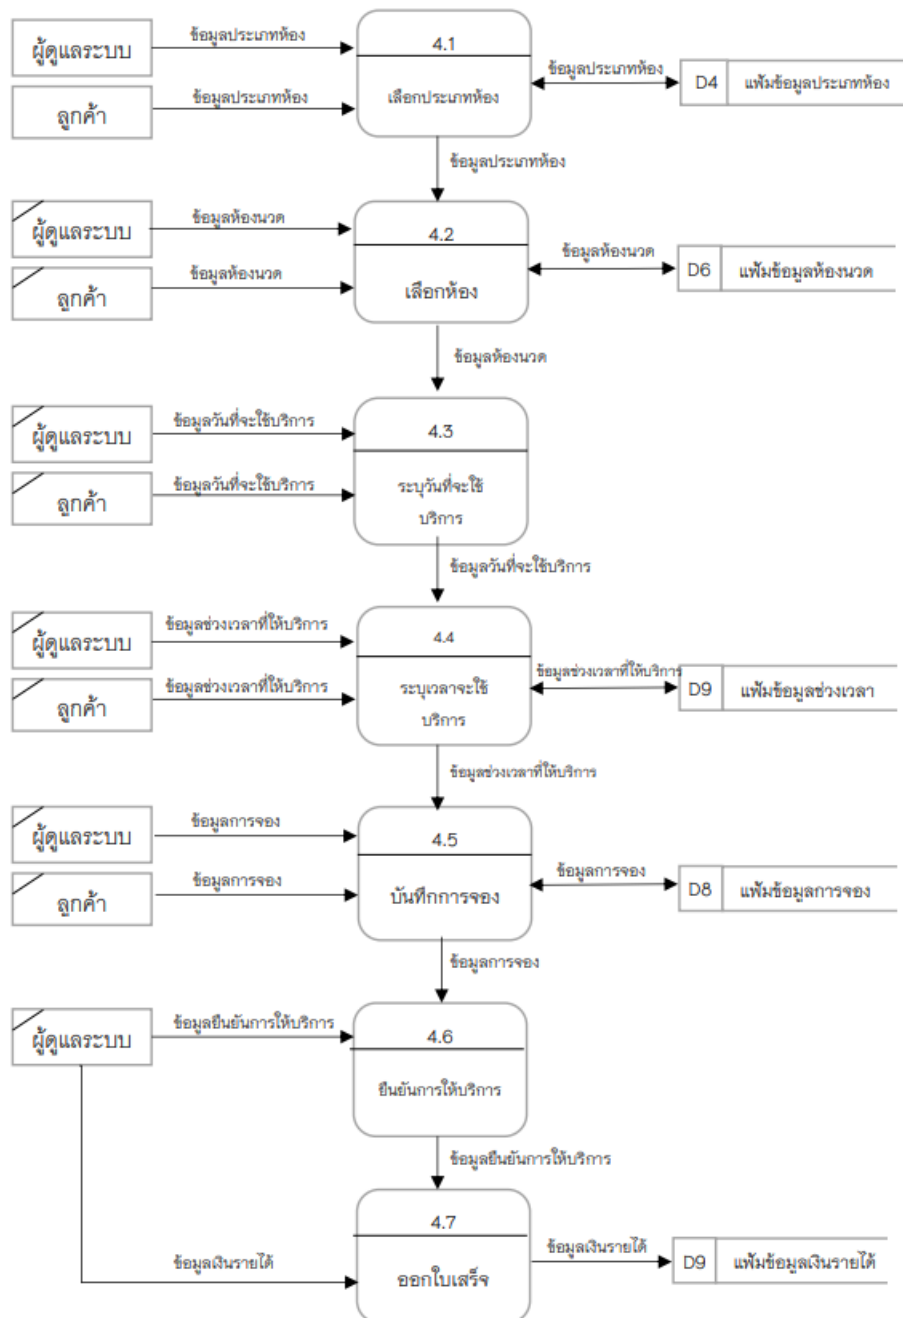 ผู้ดูแลระบบ
ข้อมูลประเภทห้อง
4.1
ลูกค้า
ข้อมูลประเภทห้อง
เลือกประเภทห้อง
ข้อมูลประเภทห้อง
D4
แฟ้มข้อมูลประเภทห้อง
ข้อมูลประเภทห้อง
ผู้ดูแลระบบ
ข้อมูลห้องนวด
4.2
ลูกค้า
ข้อมูลห้องนวด
เลือกห้อง
ข้อมูลห้องนวด
D6
แฟ้มข้อมูลห้องนวด
ข้อมูลห้องนวด
ผู้ดูแลระบบ
ข้อมูลวันที่จะใช้บริการ
4.3
ลูกค้า
ข้อมูลวันที่จะใช้บริการ
ระบุวันที่จะใช้
บริการ
ข้อมูลวันที่จะใช้บริการ
ผู้ดูแลระบบ
ข้อมูลช่วงเวลาที่ให้บริการ
4.4
ลูกค้า
ข้อมูลช่วงเวลาที่ให้บริการ
ระบุเวลาจะใช้
บริการ
ข้อมูลช่วงเวลาที่ให้บริการ
D9
แฟ้มข้อมูลช่วงเวลา
ข้อมูลช่วงเวลาที่ให้บริการ
ผู้ดูแลระบบ
ข้อมูลการจอง
4.5
ลูกค้า
ข้อมูลการจอง
บันทึกการจอง
ข้อมูลการจอง
D8
แฟ้มข้อมูลการจอง
ข้อมูลการจอง
ผู้ดูแลระบบ
ข้อมูลยืนยันการให้บริการ
4.6
ยืนยันการให้บริการ
ข้อมูลยืนยันการให้บริการ
4.7
ข้อมูลเงินรายได้
ออกใบเสร็จ
ข้อมูลเงินรายได้
D9
แฟ้มข้อมูลเงินรายได้